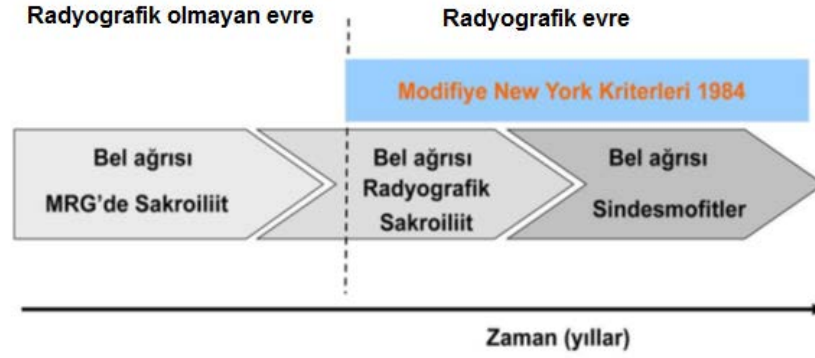 Radyografik olmayan evre
Radyografik evre
Modifiye New York Kriterleri 1984
Bel ağrısı
MRG'de Sakroiliit
Bel ağrısı
Radyografik
Sakroiliit
Bel ağrısı
Sindesmofitler
Zaman (yıllar)